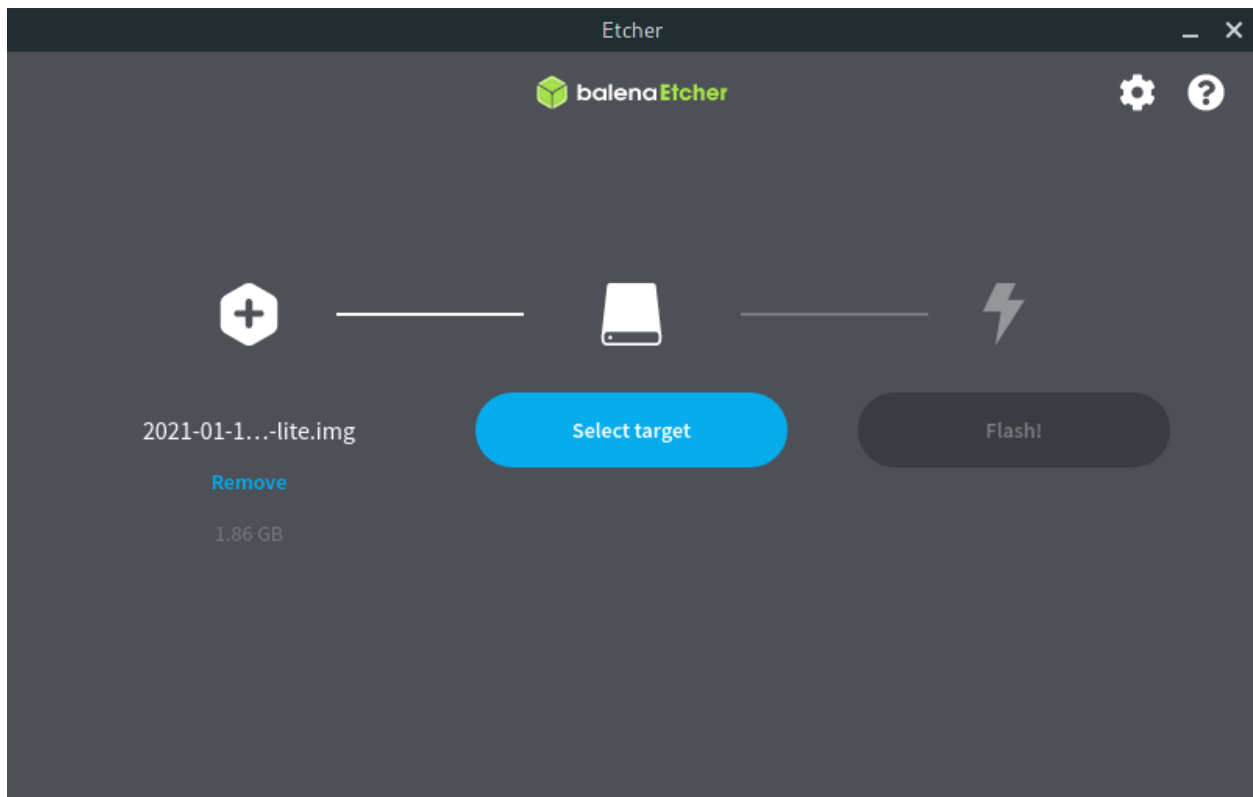 Etcher
balenaEtcher
2021-01-1...-lite.img
Select target
Flash!
Remove
1.86 GB